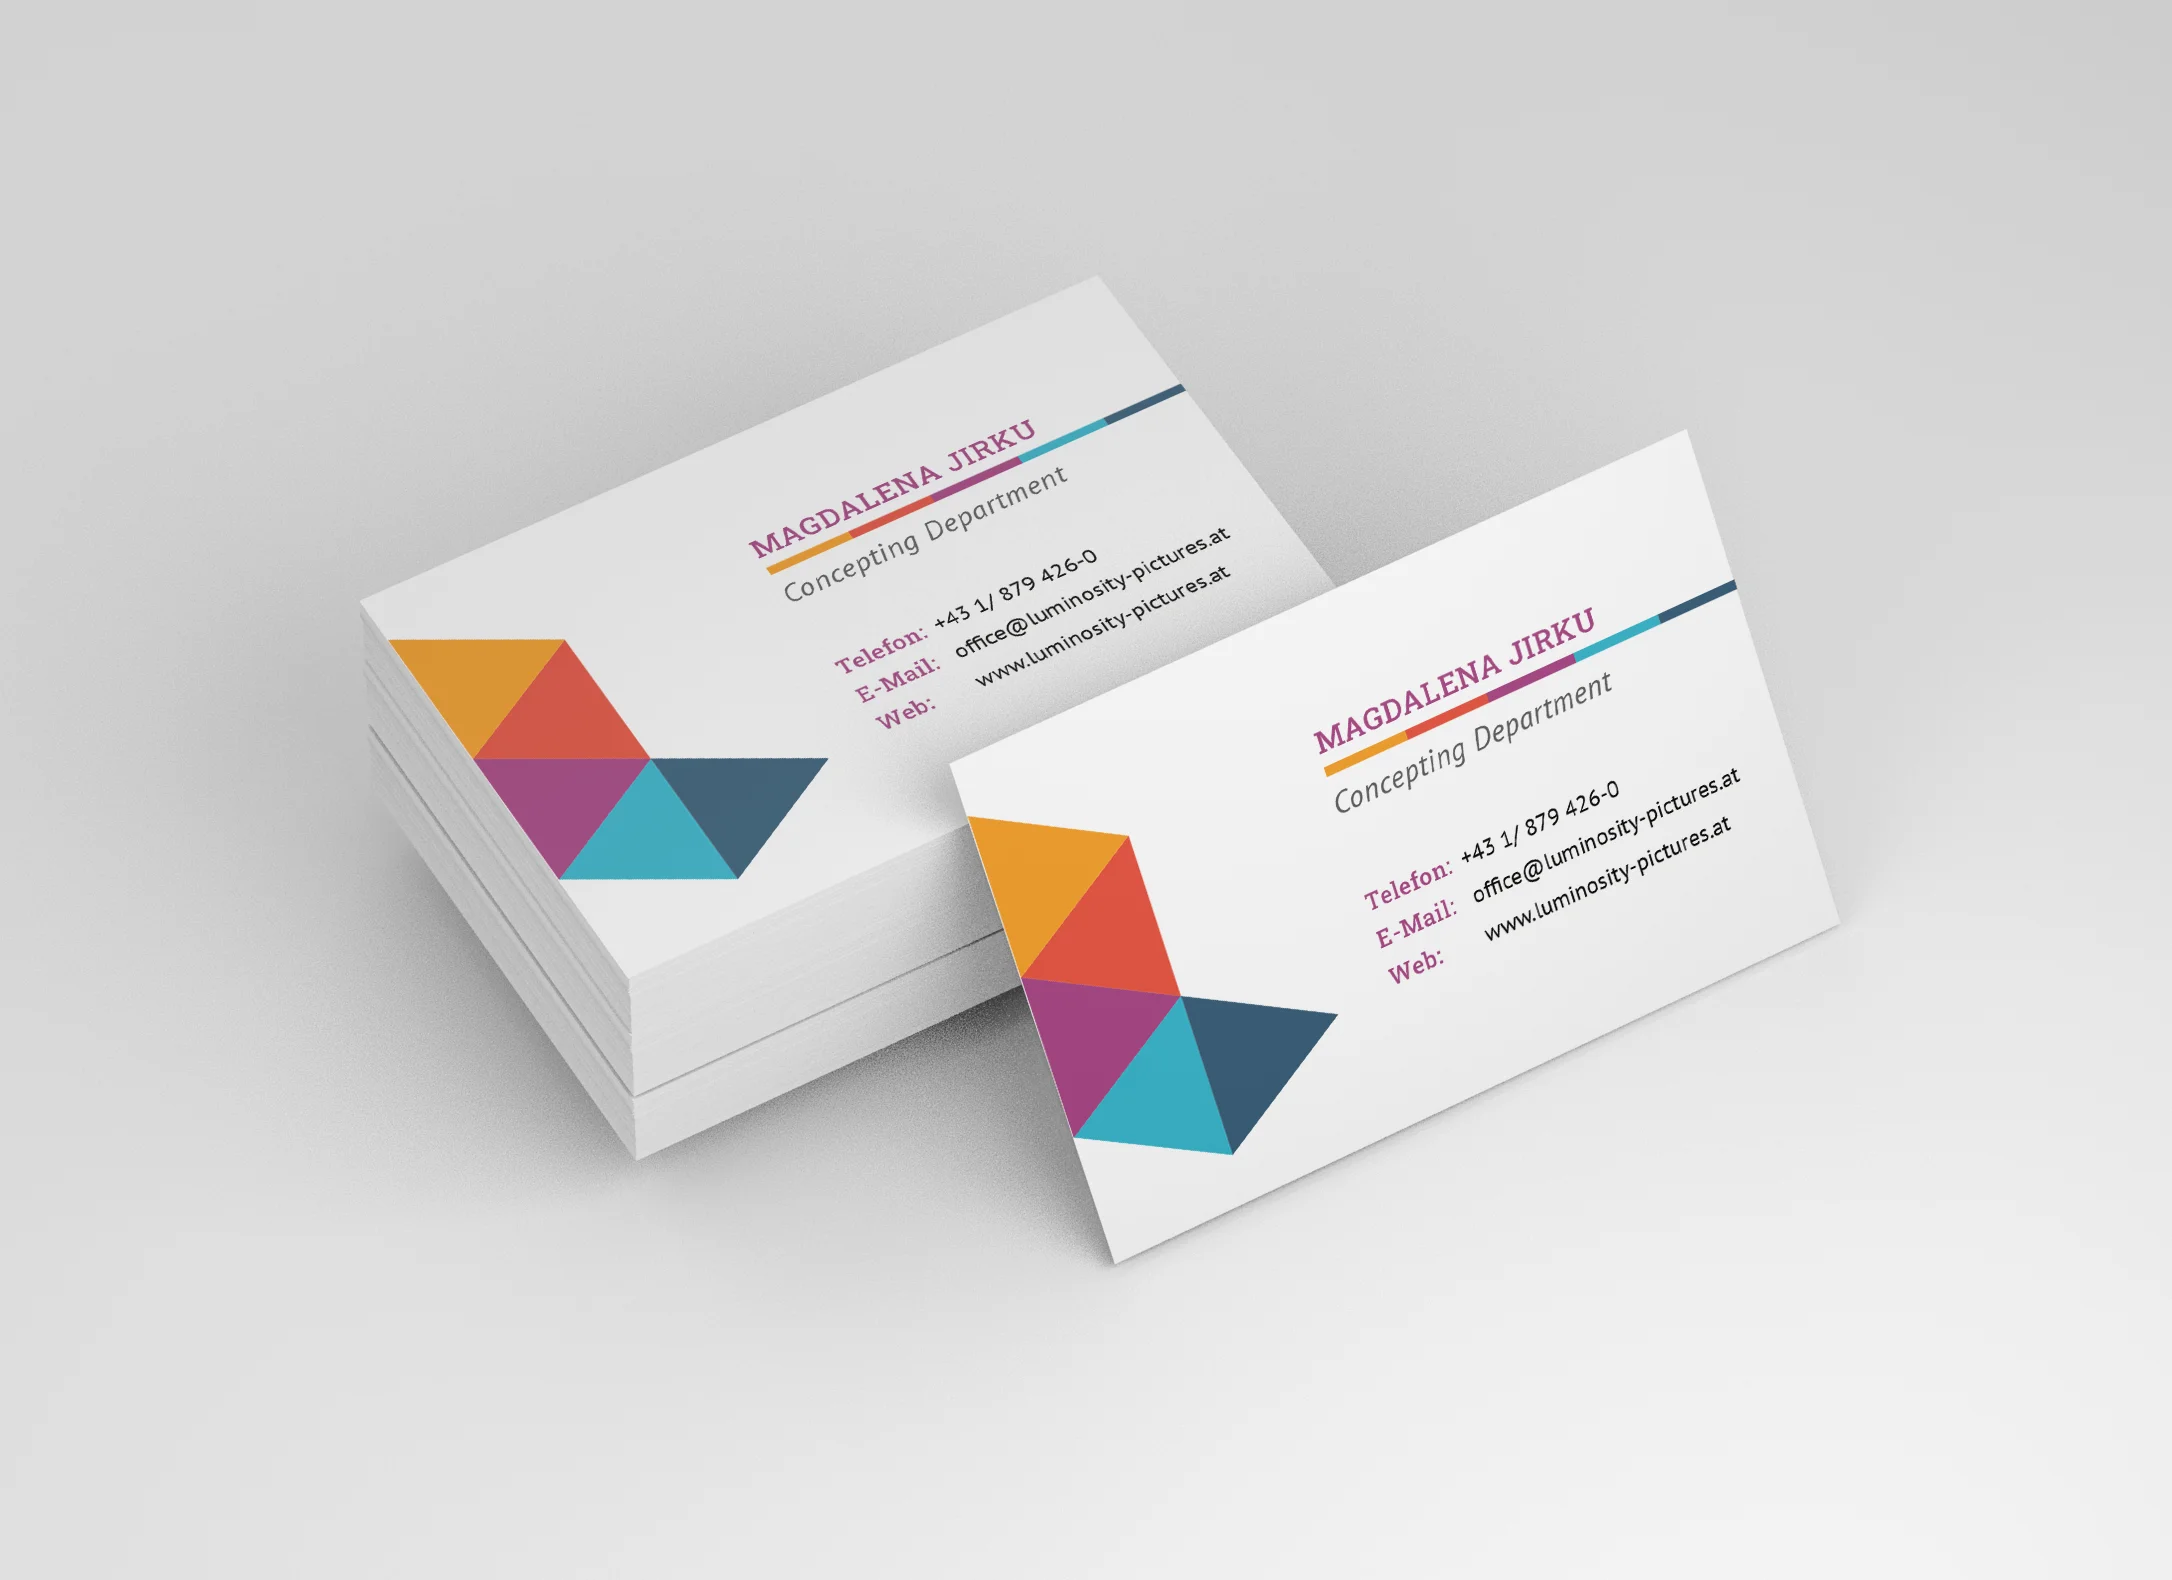 MAGDALENA JIRKU
Concepting Department
Telefon: +43 1/ 879 426-0
E-Mail: office@luminosity-pictures.at
Web: www.luminosity-pictures.at
MAGDALENA JIRKU
Concepting Department
Telefon: +43 1/ 879 426-0
E-Mail: office@luminosity-pictures.at
Web: www.luminosity-pictures.at